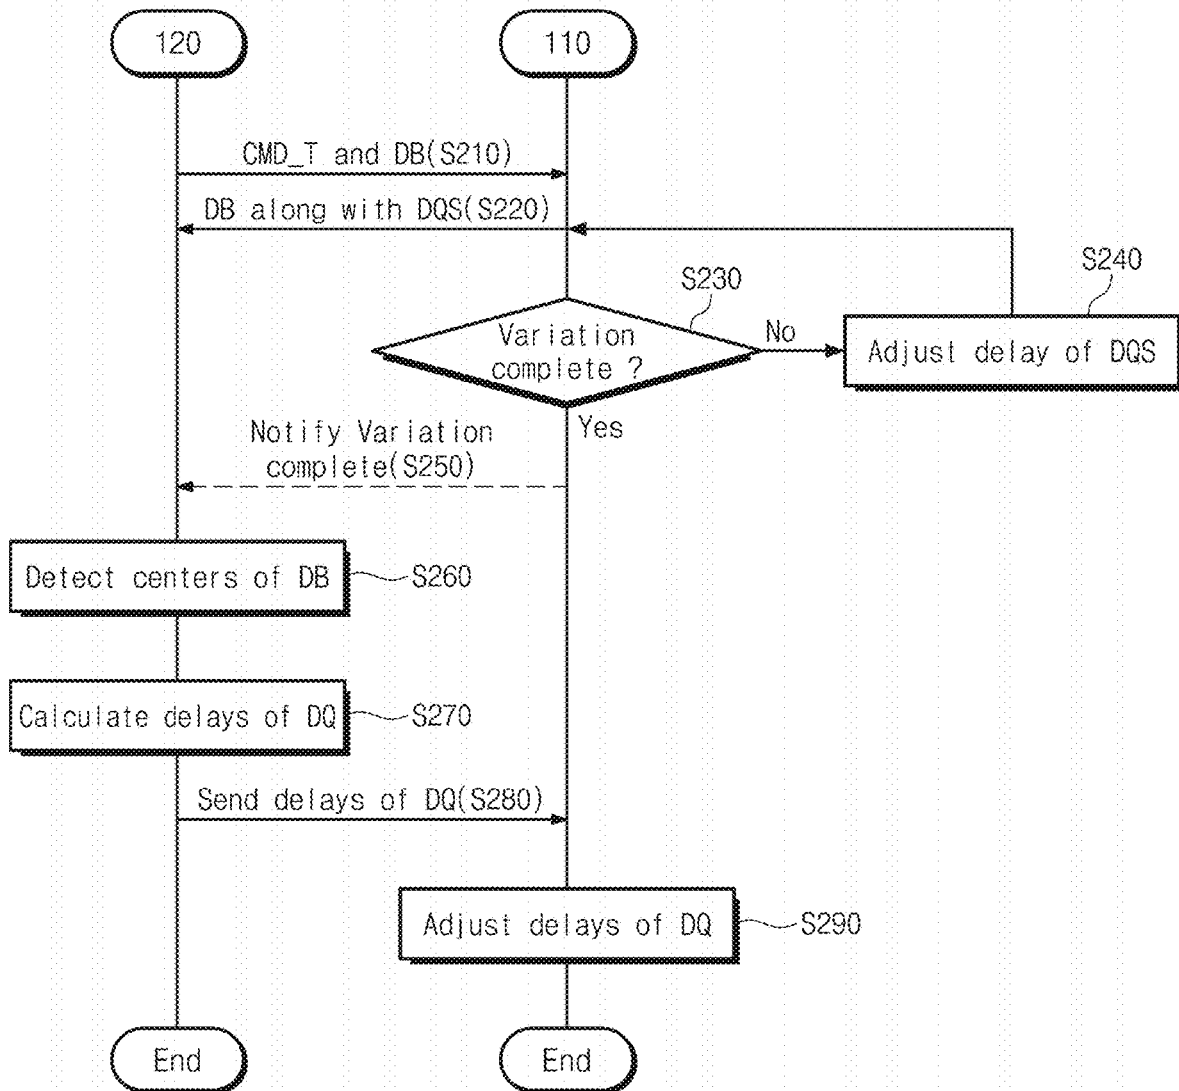 120
110
CMD_T and DB(S210)
DB along with DQS(S220)
S230
S240
Variation
complete ?
No
Adjust delay of DQS
Yes
Notify Variation
complete(S250)
Detect centers of DB
S260
Calculate delays of DQ
S270
Send delays of DQ(S280)
Adjust delays of DQ
S290
End
End